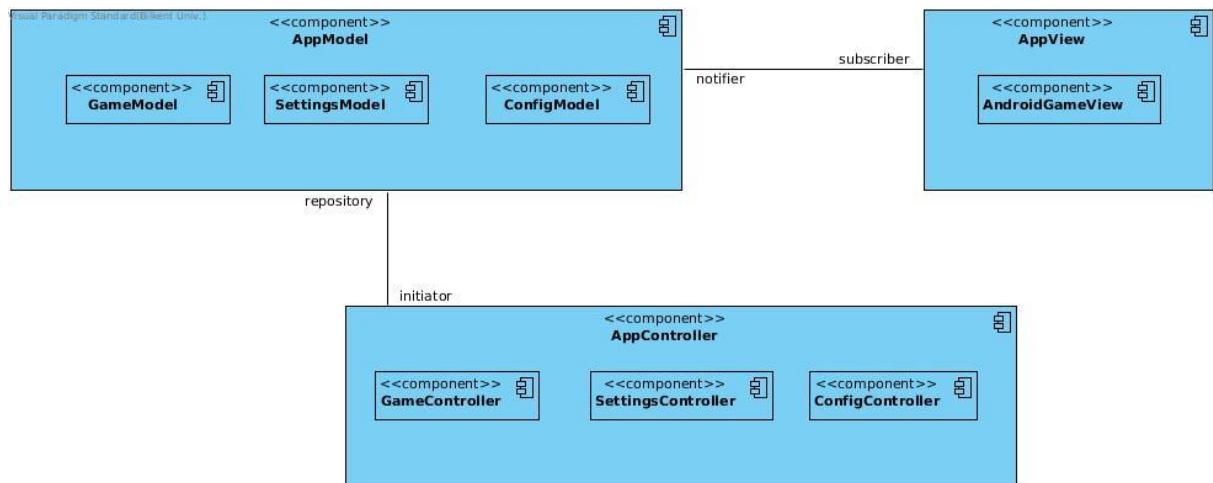 Visual Paradigm Standard(Bilkent Univ.)
<<component>>
AppModel
<<component>>
GameModel
<<component>>
SettingsModel
<<component>>
ConfigModel
notifier
subscriber
<<component>>
AppView
<<component>>
AndroidGameView
repository
initiator
<<component>>
AppController
<<component>>
GameController
<<component>>
SettingsController
<<component>>
ConfigController